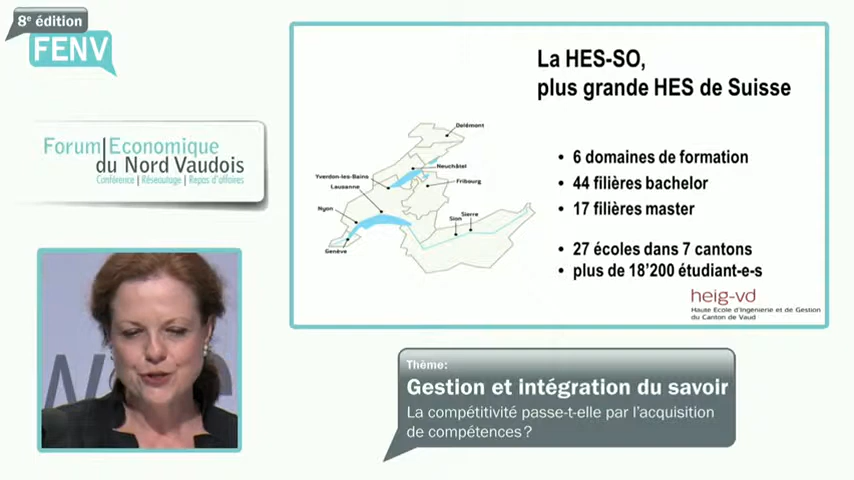 8e édition
FENV
Forum|Economique
du Nord Vaudois
Conférence | Réseautage | Repas d'affaires
La HES-SO,
plus grande HES de Suisse
Delémont
Neuchâtel
Yverdon-les-Bains
Fribourg
Lausanne
Nyon
Sierre
Sion
Genève
• 6 domaines de formation
• 44 filières bachelor
• 17 filières master
• 27 écoles dans 7 cantons
• plus de 18'200 étudiant-e-s
heig-vd
Haute Ecole d'Ingénierie et de Gestion
du Canton de Vaud
Thème:
Gestion et intégration du savoir
La compétitivité passe-t-elle par l'acquisition
de compétences ?